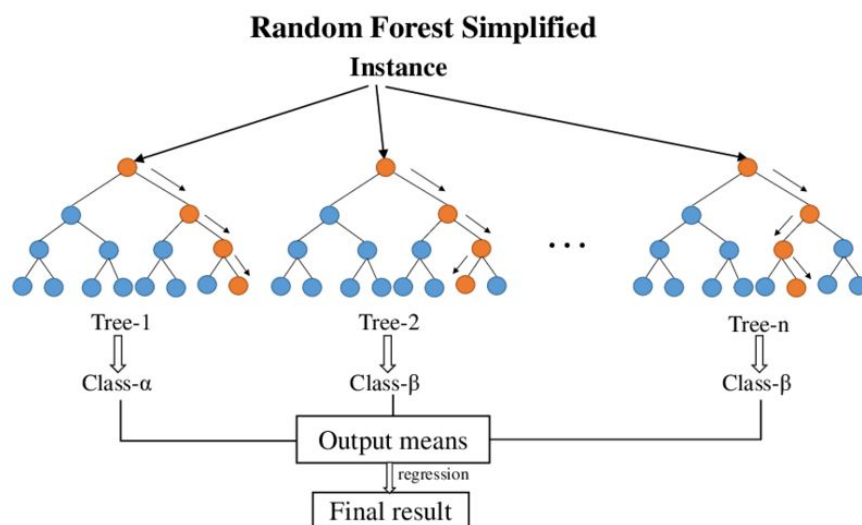 Random Forest Simplified
Instance
...
Tree-1
Tree-2
Tree-n
Class-α
Class-β
Class-β
Output means
regression
Final result